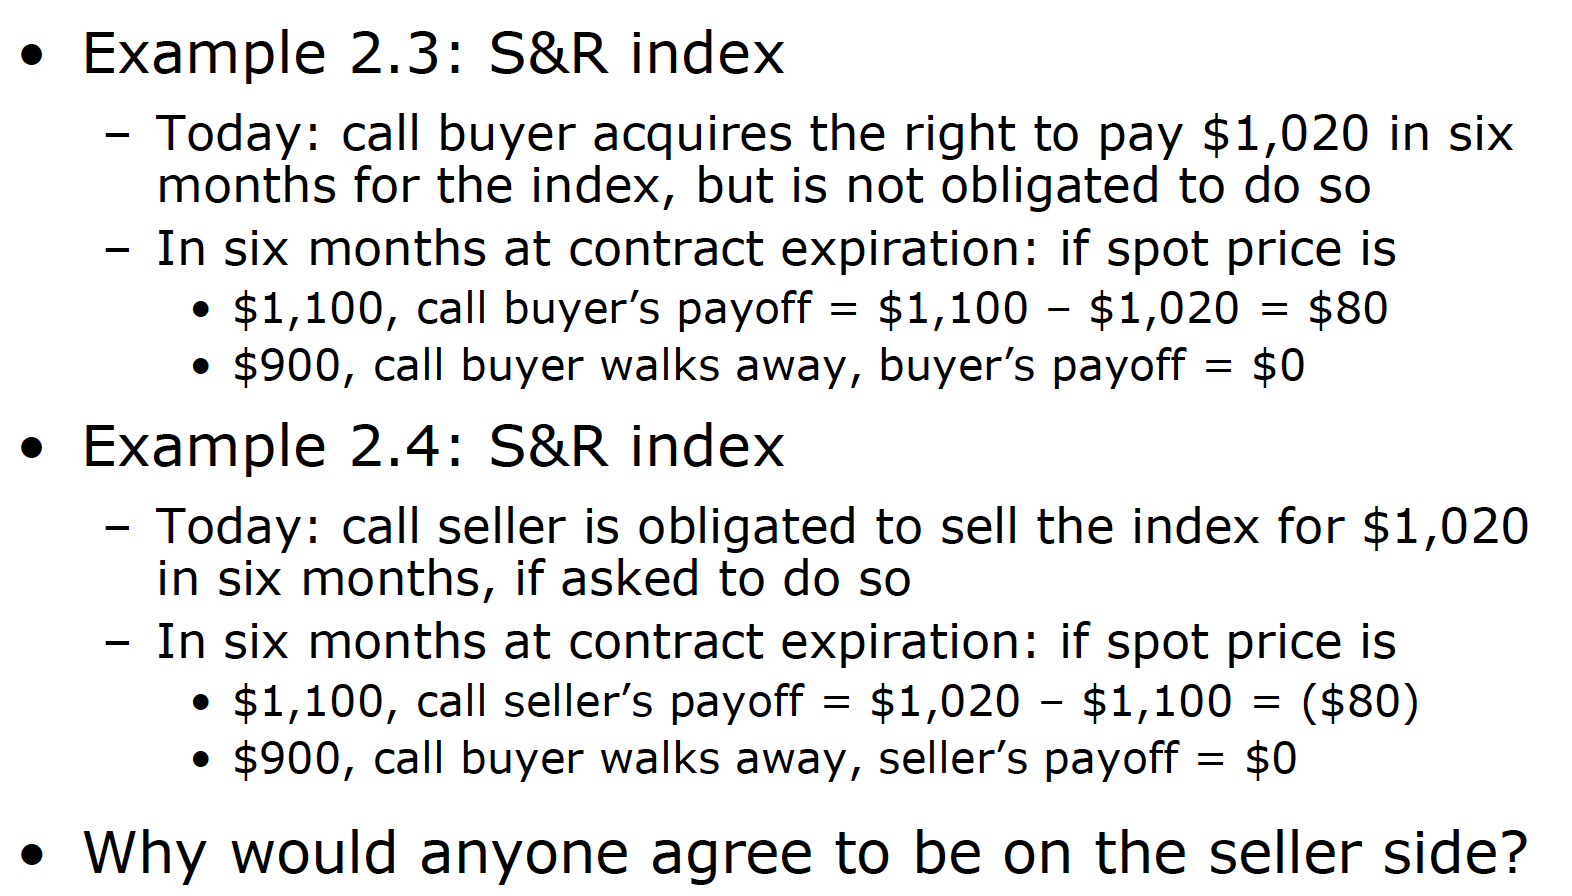 • Example 2.3: S&R index
– Today: call buyer acquires the right to pay $1,020 in six
months for the index, but is not obligated to do so
– In six months at contract expiration: if spot price is
• $1,100, call buyer’s payoff = $1,100 – $1,020 = $80
• $900, call buyer walks away, buyer’s payoff = $0
• Example 2.4: S&R index
– Today: call seller is obligated to sell the index for $1,020
in six months, if asked to do so
– In six months at contract expiration: if spot price is
• $1,100, call seller’s payoff = $1,020 – $1,100 = ($80)
• $900, call buyer walks away, seller’s payoff = $0
• Why would anyone agree to be on the seller side?